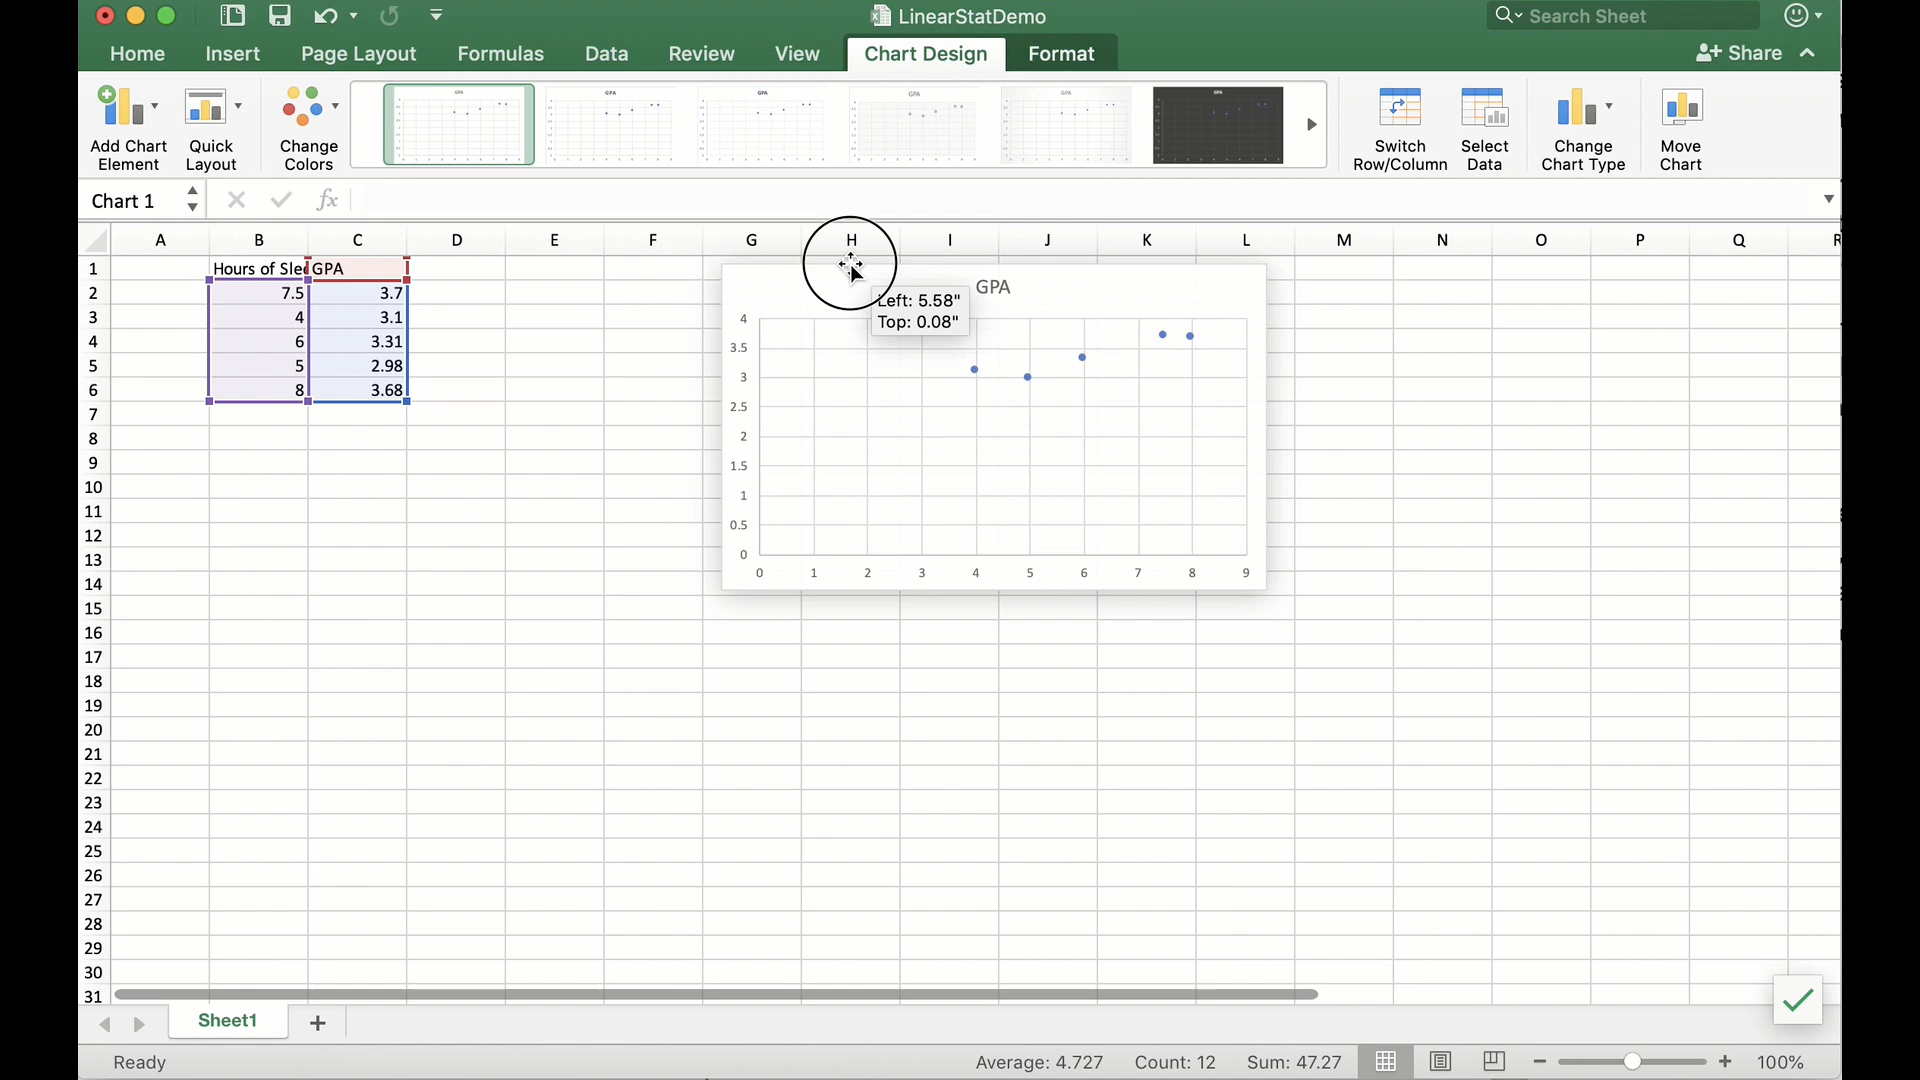 LinearStatDemo
Search Sheet
Home Insert Page Layout Formulas Data Review View Chart Design Format Share
Add Chart Element
Quick Layout
Change Colors
GPA GPA GPA GPA GPA GPA
Switch Row/Column
Select Data
Change Chart Type
Move Chart
Chart 1 fx
A B C D E F G H I J K L M N O P Q R
1 Hours of Slee GPA
2 7.5 3.7
3 4 3.1
4 6 3.31
5 5 2.98
6 8 3.68
7
8
9
10
11
12
13
14
15
16
17
18
19
20
21
22
23
24
25
26
27
28
29
30
31
GPA
Left: 5.58"
Top: 0.08"
4
3.5
3
2.5
2
1.5
1
0.5
0
0 1 2 3 4 5 6 7 8 9
Sheet1
Ready Average: 4.727 Count: 12 Sum: 47.27 100%